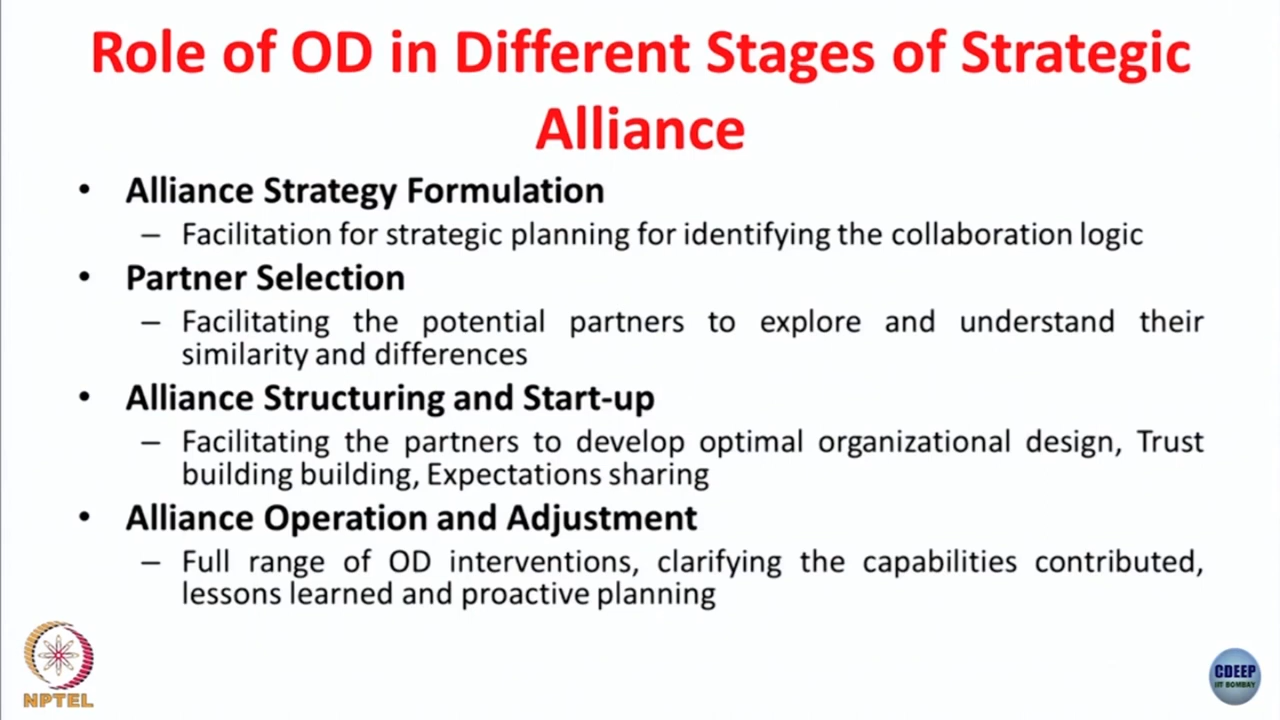 Role of OD in Different Stages of Strategic
Alliance
• Alliance Strategy Formulation
– Facilitation for strategic planning for identifying the collaboration logic
• Partner Selection
– Facilitating the potential partners to explore and understand their
similarity and differences
• Alliance Structuring and Start-up
– Facilitating the partners to develop optimal organizational design, Trust
building building, Expectations sharing
• Alliance Operation and Adjustment
– Full range of OD interventions, clarifying the capabilities contributed,
lessons learned and proactive planning
NPTEL
CDEEP
IIT BOMBAY